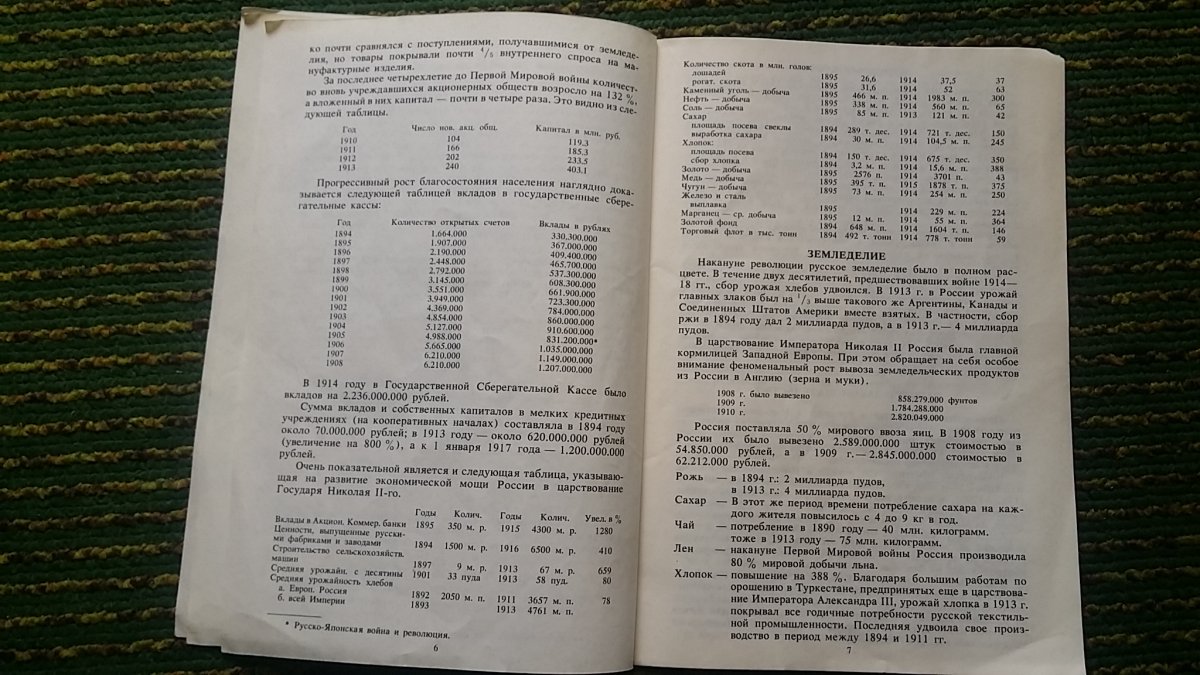 ко почти сравнялся с поступлениями, получавшимися от земледе-
лия, но товары покрывали почти 4/5 внутреннего спроса на ма-
нуфактурные изделия.
За последнее четырехлетие до Первой Мировой войны количест-
во вновь учреждавшихся акционерных обществ возросло на 132 %,
а вложенный в них капитал — почти в четыре раза. Это видно из сле-
дующей таблицы.
Год Число нов. акц. общ. Капитал в млн. руб.
1910 104 119.3
1911 166 185.3
1912 202 233.5
1913 240 403.1
Прогрессивный рост благосостояния населения наглядно дока-
зывается следующей таблицей вкладов в государственные сбере-
гательные кассы:
Год Количество открытых счетов Вклады в рублях
1894 1.664.000 330.300.000
1895 1.907.000 367.000.000
1896 2.190.000 409.400.000
1897 2.448.000 465.700.000
1898 2.792.000 537.300.000
1899 3.145.000 608.300.000
1900 3.551.000 661.900.000
1901 3.949.000 723.300.000
1902 4.369.000 784.000.000
1903 4.854.000 860.000.000
1904 5.127.000 910.600.000
1905 4.988.000 831.200.000*
1906 5.665.000 1.035.000.000
1907 6.210.000 1.149.000.000
1908 6.210.000 1.207.000.000
В 1914 году в Государственной Сберегательной Кассе было
вкладов на 2.236.000.000 рублей.
Сумма вкладов и собственных капиталов в мелких кредитных
учреждениях (на кооперативных началах) составляла в 1894 году
около 70.000.000 рублей; в 1913 году — около 620.000.000 рублей
(увеличение на 800 %), а к 1 января 1917 года — 1.200.000.000
рублей.
Очень показательной является и следующая таблица, указываю-
щая на развитие экономической мощи России в царствование
Государя Николая II-го.
Годы Колич. Годы Колич. Увел. в %
Вклады в Акцион. Коммер. банки 1895 350 м. р. 1915 4300 м. р. 1280
Ценности, выпущенные русски-
ми фабриками и заводами 1894 1500 м. р. 1916 6500 м. р. 410
Строительство сельскохозяйств.
машин 1897 9 м. р. 1913 67 м. р. 659
Средняя урожайн. с десятины 1901 33 пуда 1913 58 пуд. 80
Средняя урожайность хлебов
а. Европ. Россия 1892 2050 м. п. 1911 3657 м. п. 78
б. всей Империи 1893 1913 4761 м. п.
* Русско-Японская война и революция.
6
Количество скота в млн. голов:
лошадей 1895 26,6 1914 37,5 37
рогат. скота 1895 31,6 1914 52 63
Каменный уголь — добыча 1895 466 м. п. 1914 1983 м. п. 300
Нефть — добыча 1895 338 м. п. 1914 560 м. п. 65
Соль — добыча 1895 85 м. п. 1913 121 м. п. 42
Сахар
площадь посева свеклы 1894 289 т. дес. 1914 721 т. дес. 150
выработка сахара 1894 30 м. п. 1914 104,5 м. п. 245
Хлопок:
площадь посева 1894 150 т. дес. 1914 675 т. дес. 350
сбор хлопка 1894 3,2 м. п. 1914 15,6 м. п. 388
Золото — добыча 1895 2576 п. 1914 3701 п. 43
Медь — добыча 1895 395 т. п. 1915 1878 т. п. 375
Чугун — добыча 1895 73 м. п. 1914 254 м. п. 250
Железо и сталь
выплавка 1895 1914 229 м. п. 224
Марганец — ср. добыча 1895 12 м. п. 1914 55 м. п. 364
Золотой фонд 1894 648 м. п. 1914 1604 т. п. 146
Торговый флот в тыс. тонн 1894 492 т. тонн 1914 778 т. тонн 59
ЗЕМЛЕДЕЛИЕ
Накануне революции русское земледелие было в полном рас-
цвете. В течение двух десятилетий, предшествовавших войне 1914—
18 гг., сбор урожая хлебов удвоился. В 1913 г. в России урожай
главных злаков был на 1/3 выше такового же Аргентины, Канады и
Соединенных Штатов Америки вместе взятых. В частности, сбор
ржи в 1894 году дал 2 миллиарда пудов, а в 1913 г.— 4 миллиарда
пудов.
В царствование Императора Николая II Россия была главной
кормилицей Западной Европы. При этом обращает на себя особое
внимание феноменальный рост вывоза земледельческих продуктов
из России в Англию (зерна и муки).
1908 г. было вывезено 858.279.000 фунтов
1909 г. 1.784.288.000
1910 г. 2.820.049.000
Россия поставляла 50 % мирового ввоза яиц. В 1908 году из
России их было вывезено 2.589.000.000 штук стоимостью в
54.850.000 рублей, а в 1909 г.— 2.845.000.000 стоимостью в
62.212.000 рублей.
Рожь — в 1894 г.: 2 миллиарда пудов,
в 1913 г.: 4 миллиарда пудов.
Сахар — В этот же период времени потребление сахара на каж-
дого жителя повысилось с 4 до 9 кг в год.
Чай — потребление в 1890 году — 40 млн. килограмм.
тоже в 1913 году — 75 млн. килограмм.
Лен — накануне Первой Мировой войны Россия производила
80 % мировой добычи льна.
Хлопок — повышение на 388 %. Благодаря большим работам по
орошению в Туркестане, предпринятых еще в царствова-
ние Императора Александра III, урожай хлопка в 1913 г.
покрывал все годичные потребности русской текстиль-
ной промышленности. Последняя удвоила свое произ-
водство в период между 1894 и 1911 гг.
7